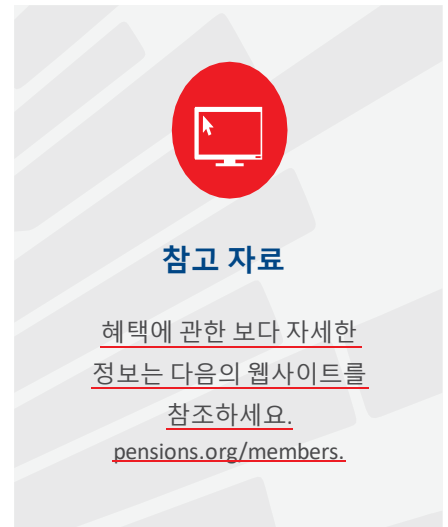 참고 자료
혜택에 관한 보다 자세한
정보는 다음의 웹사이트를
참조하세요.
pensions.org/members.